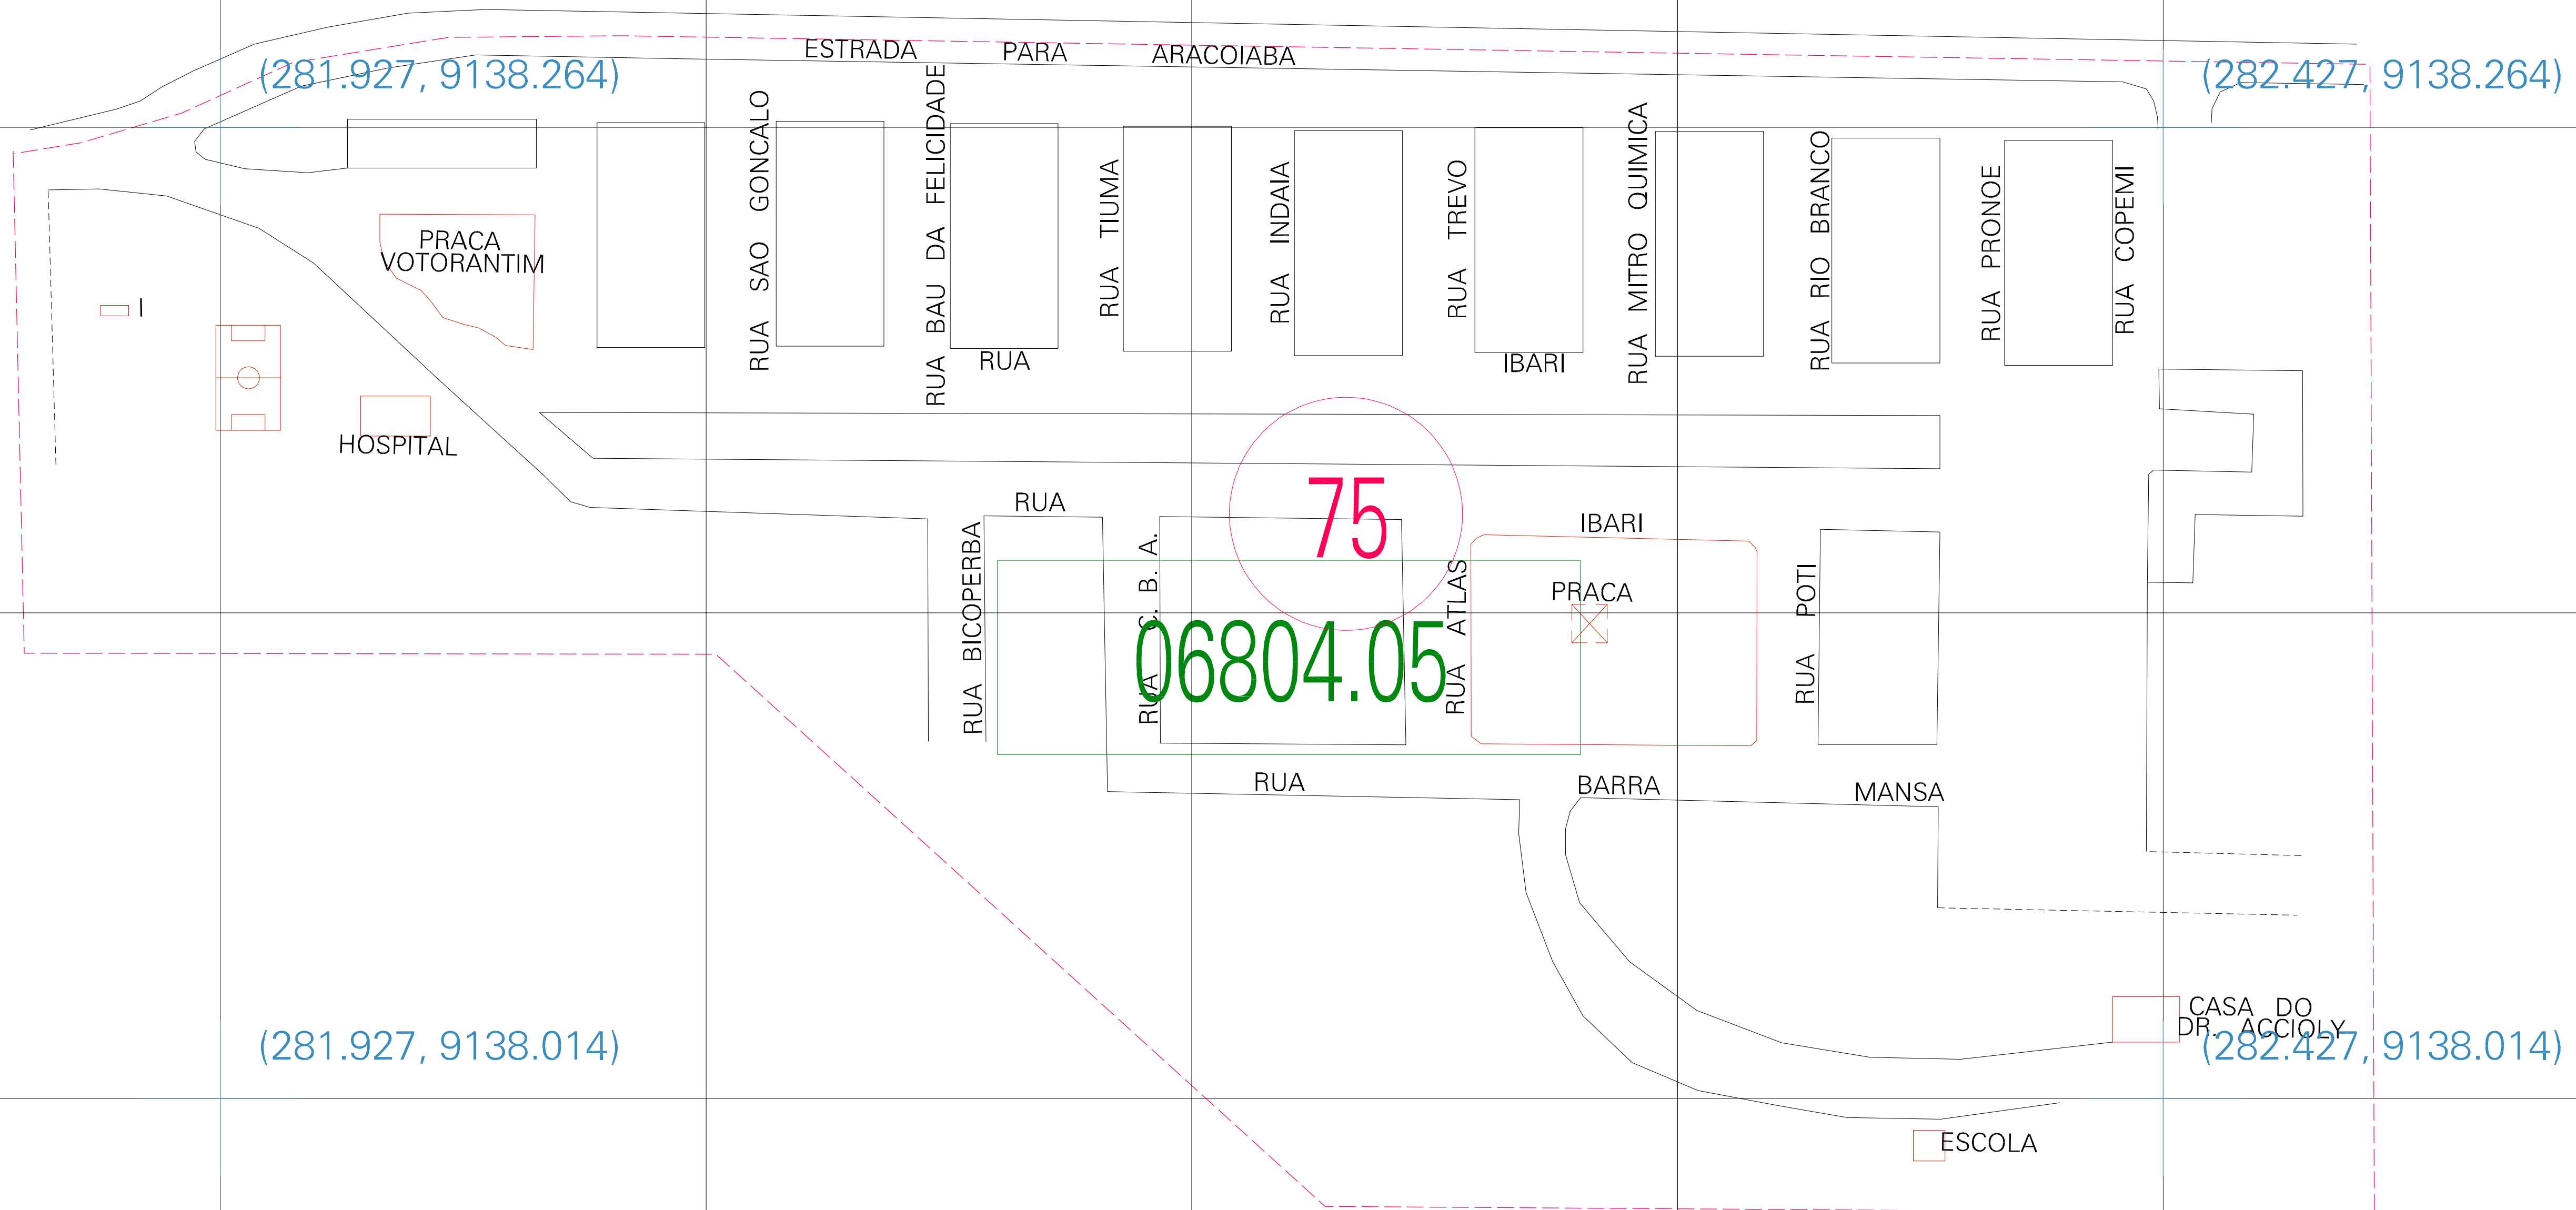 ESTRADA PARA ARACOIABA
(281.927, 9138.264)
(282.427, 9138.264)
RUA SAO GONCALO
RUA BAU DA FELICIDADE
RUA TIUMA
RUA INDAIA
RUA TREVO
RUA MITRO QUIMICA
RUA RIO BRANCO
RUA PRONOE
RUA COPEMI
PRACA
VOTORANTIM
I
RUA IBARI
HOSPITAL
RUA IBARI
75
RUA BICOPERBA
RUA C. B. A.
RUA ATLAS
PRACA
RUA POTI
06804.05
RUA BARRA MANSA
CASA DO
DR. ACCIOLY
(281.927, 9138.014)
(282.427, 9138.014)
ESCOLA